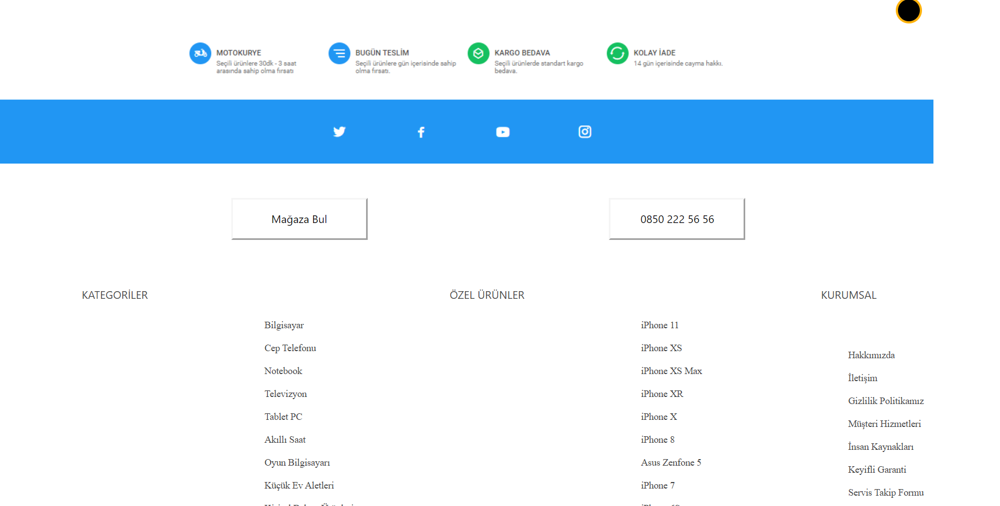 MOTOKURYE
Seçili ürünlere 30dk - 3 saat
arasında sahip olma fırsatı
BUGÜN TESLİM
Seçili ürünlere gün içerisinde sahip
olma fırsatı.
KARGO BEDAVA
Seçili ürünlerde standart kargo
bedava.
KOLAY İADE
14 gün içerisinde cayma hakkı.
Mağaza Bul
0850 222 56 56
KATEGORİLER
Bilgisayar
Cep Telefonu
Notebook
Televizyon
Tablet PC
Akıllı Saat
Oyun Bilgisayarı
Küçük Ev Aletleri
ÖZEL ÜRÜNLER
iPhone 11
iPhone XS
iPhone XS Max
iPhone XR
iPhone X
iPhone 8
Asus Zenfone 5
iPhone 7
KURUMSAL
Hakkımızda
İletişim
Gizlilik Politikamız
Müşteri Hizmetleri
İnsan Kaynakları
Keyifli Garanti
Servis Takip Formu